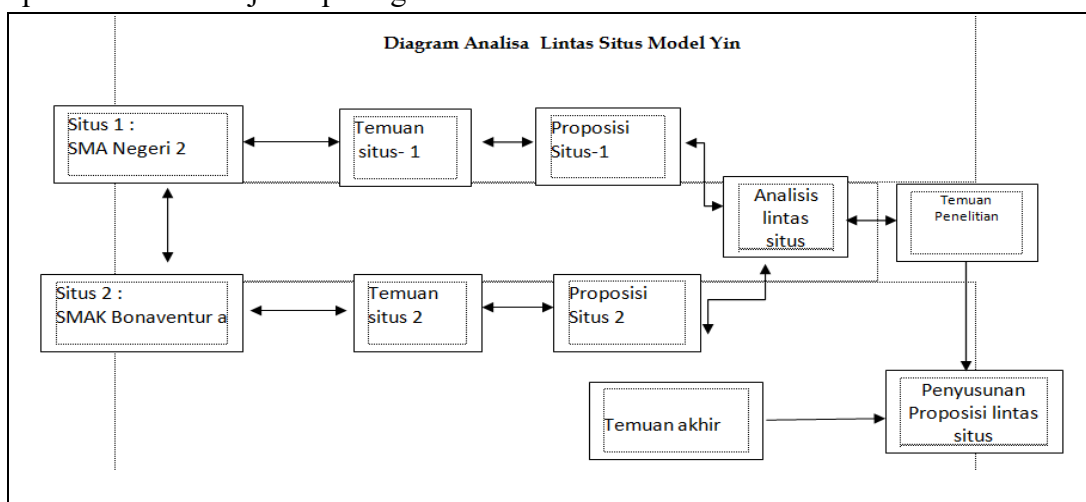 Diagram Analisa Lintas Situs Model Yin
Situs 1 :
SMA Negeri 2
Temuan
situs- 1
Proposisi
Situs-1
Analisis
lintas
situs
Temuan
Penelitian
Situs 2 :
SMAK Bonaventur a
Temuan
situs 2
Proposisi
Situs 2
Temuan akhir
Penyusunan
Proposisi lintas
situs